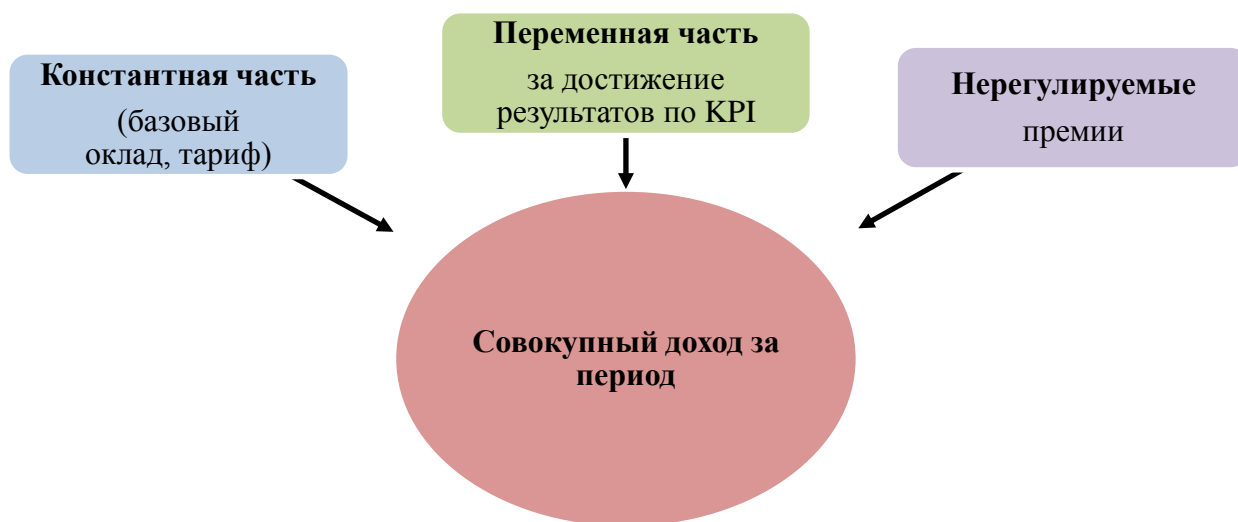 Константная часть
(базовый
оклад, тариф)
Переменная часть
за достижение
результатов по KPI
Нерегулируемые
премии
Совокупный доход за
период